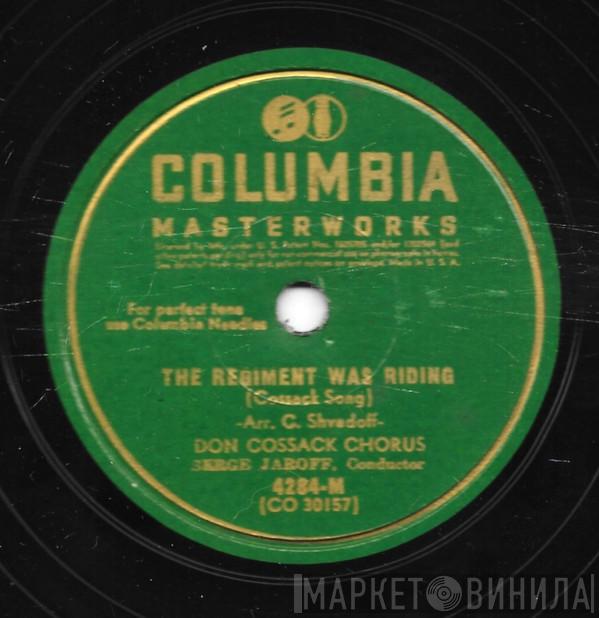 COLUMBIA
MASTERWORKS
For perfect tone
use Columbia Needles
THE REGIMENT WAS RIDING
(Cossack Song)
-Arr. C. Shvedoff-
DON COSSACK CHORUS
SERGE JAROFF, Conductor
4284-M
(CO 30157)
МАРКЕТ ВИНИЛА